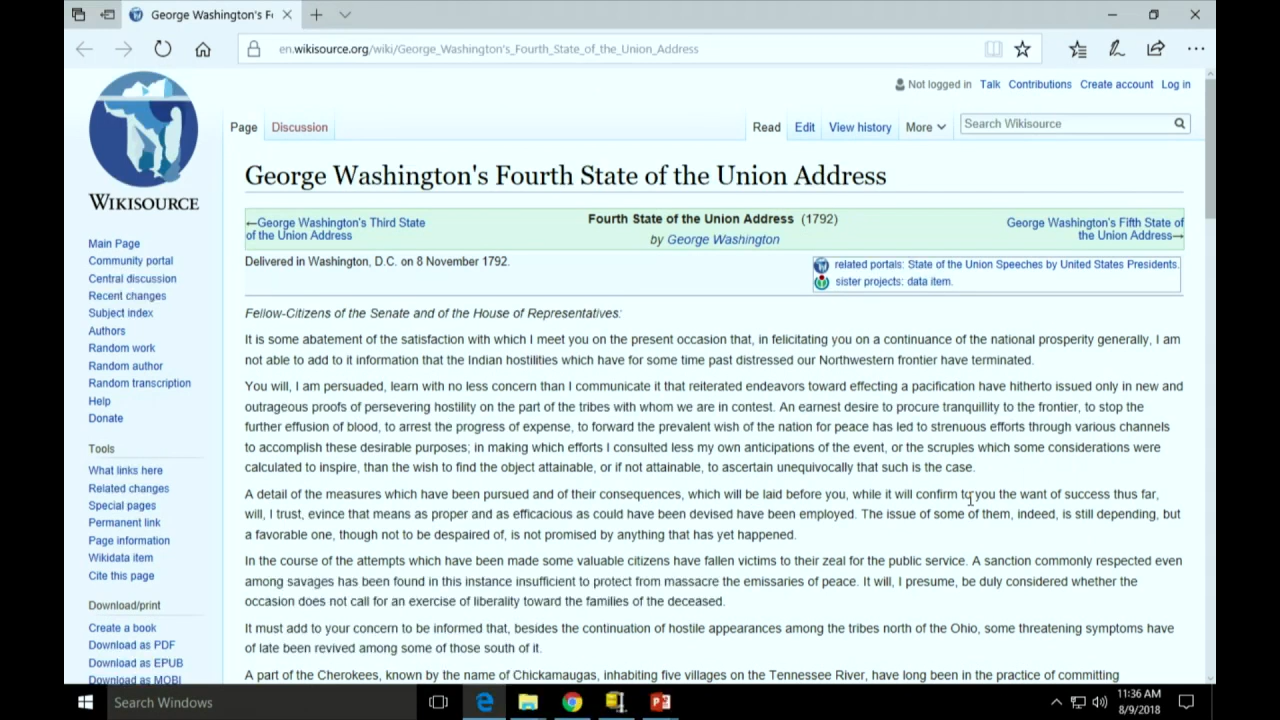 George Washington's F
en.wikisource.org/wiki/George_Washington's_Fourth_State_of_the_Union_Address
Not logged in Talk Contributions Create account Log in
Page Discussion Read Edit View history More Search Wikisource
WIKISOURCE
George Washington's Fourth State of the Union Address
←George Washington's Third State
of the Union Address
Fourth State of the Union Address (1792)
by George Washington
George Washington's Fifth State of
the Union Address→
Delivered in Washington, D.C. on 8 November 1792.
related portals: State of the Union Speeches by United States Presidents.
sister projects: data item.
Main Page
Community portal
Central discussion
Recent changes
Subject index
Authors
Random work
Random author
Random transcription
Help
Donate
Tools
What links here
Related changes
Special pages
Permanent link
Page information
Wikidata item
Cite this page
Download/print
Create a book
Download as PDF
Download as EPUB
Download as MOBI
Fellow-Citizens of the Senate and of the House of Representatives:
It is some abatement of the satisfaction with which I meet you on the present occasion that, in felicitating you on a continuance of the national prosperity generally, I am
not able to add to it information that the Indian hostilities which have for some time past distressed our Northwestern frontier have terminated.
You will, I am persuaded, learn with no less concern than I communicate it that reiterated endeavors toward effecting a pacification have hitherto issued only in new and
outrageous proofs of persevering hostility on the part of the tribes with whom we are in contest. An earnest desire to procure tranquillity to the frontier, to stop the
further effusion of blood, to arrest the progress of expense, to forward the prevalent wish of the nation for peace has led to strenuous efforts through various channels
to accomplish these desirable purposes; in making which efforts I consulted less my own anticipations of the event, or the scruples which some considerations were
calculated to inspire, than the wish to find the object attainable, or if not attainable, to ascertain unequivocally that such is the case.
A detail of the measures which have been pursued and of their consequences, which will be laid before you, while it will confirm to you the want of success thus far,
will, I trust, evince that means as proper and as efficacious as could have been devised have been employed. The issue of some of them, indeed, is still depending, but
a favorable one, though not to be despaired of, is not promised by anything that has yet happened.
In the course of the attempts which have been made some valuable citizens have fallen victims to their zeal for the public service. A sanction commonly respected even
among savages has been found in this instance insufficient to protect from massacre the emissaries of peace. It will, I presume, be duly considered whether the
occasion does not call for an exercise of liberality toward the families of the deceased.
It must add to your concern to be informed that, besides the continuation of hostile appearances among the tribes north of the Ohio, some threatening symptoms have
of late been revived among some of those south of it.
A part of the Cherokees, known by the name of Chickamaugas, inhabiting five villages on the Tennessee River, have long been in the practice of committing
Search Windows
11:36 AM
8/9/2018